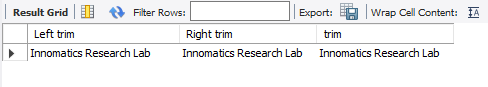 Result Grid Filter Rows: Export: Wrap Cell Content:
Left trim Right trim trim
Innomatics Research Lab Innomatics Research Lab Innomatics Research Lab